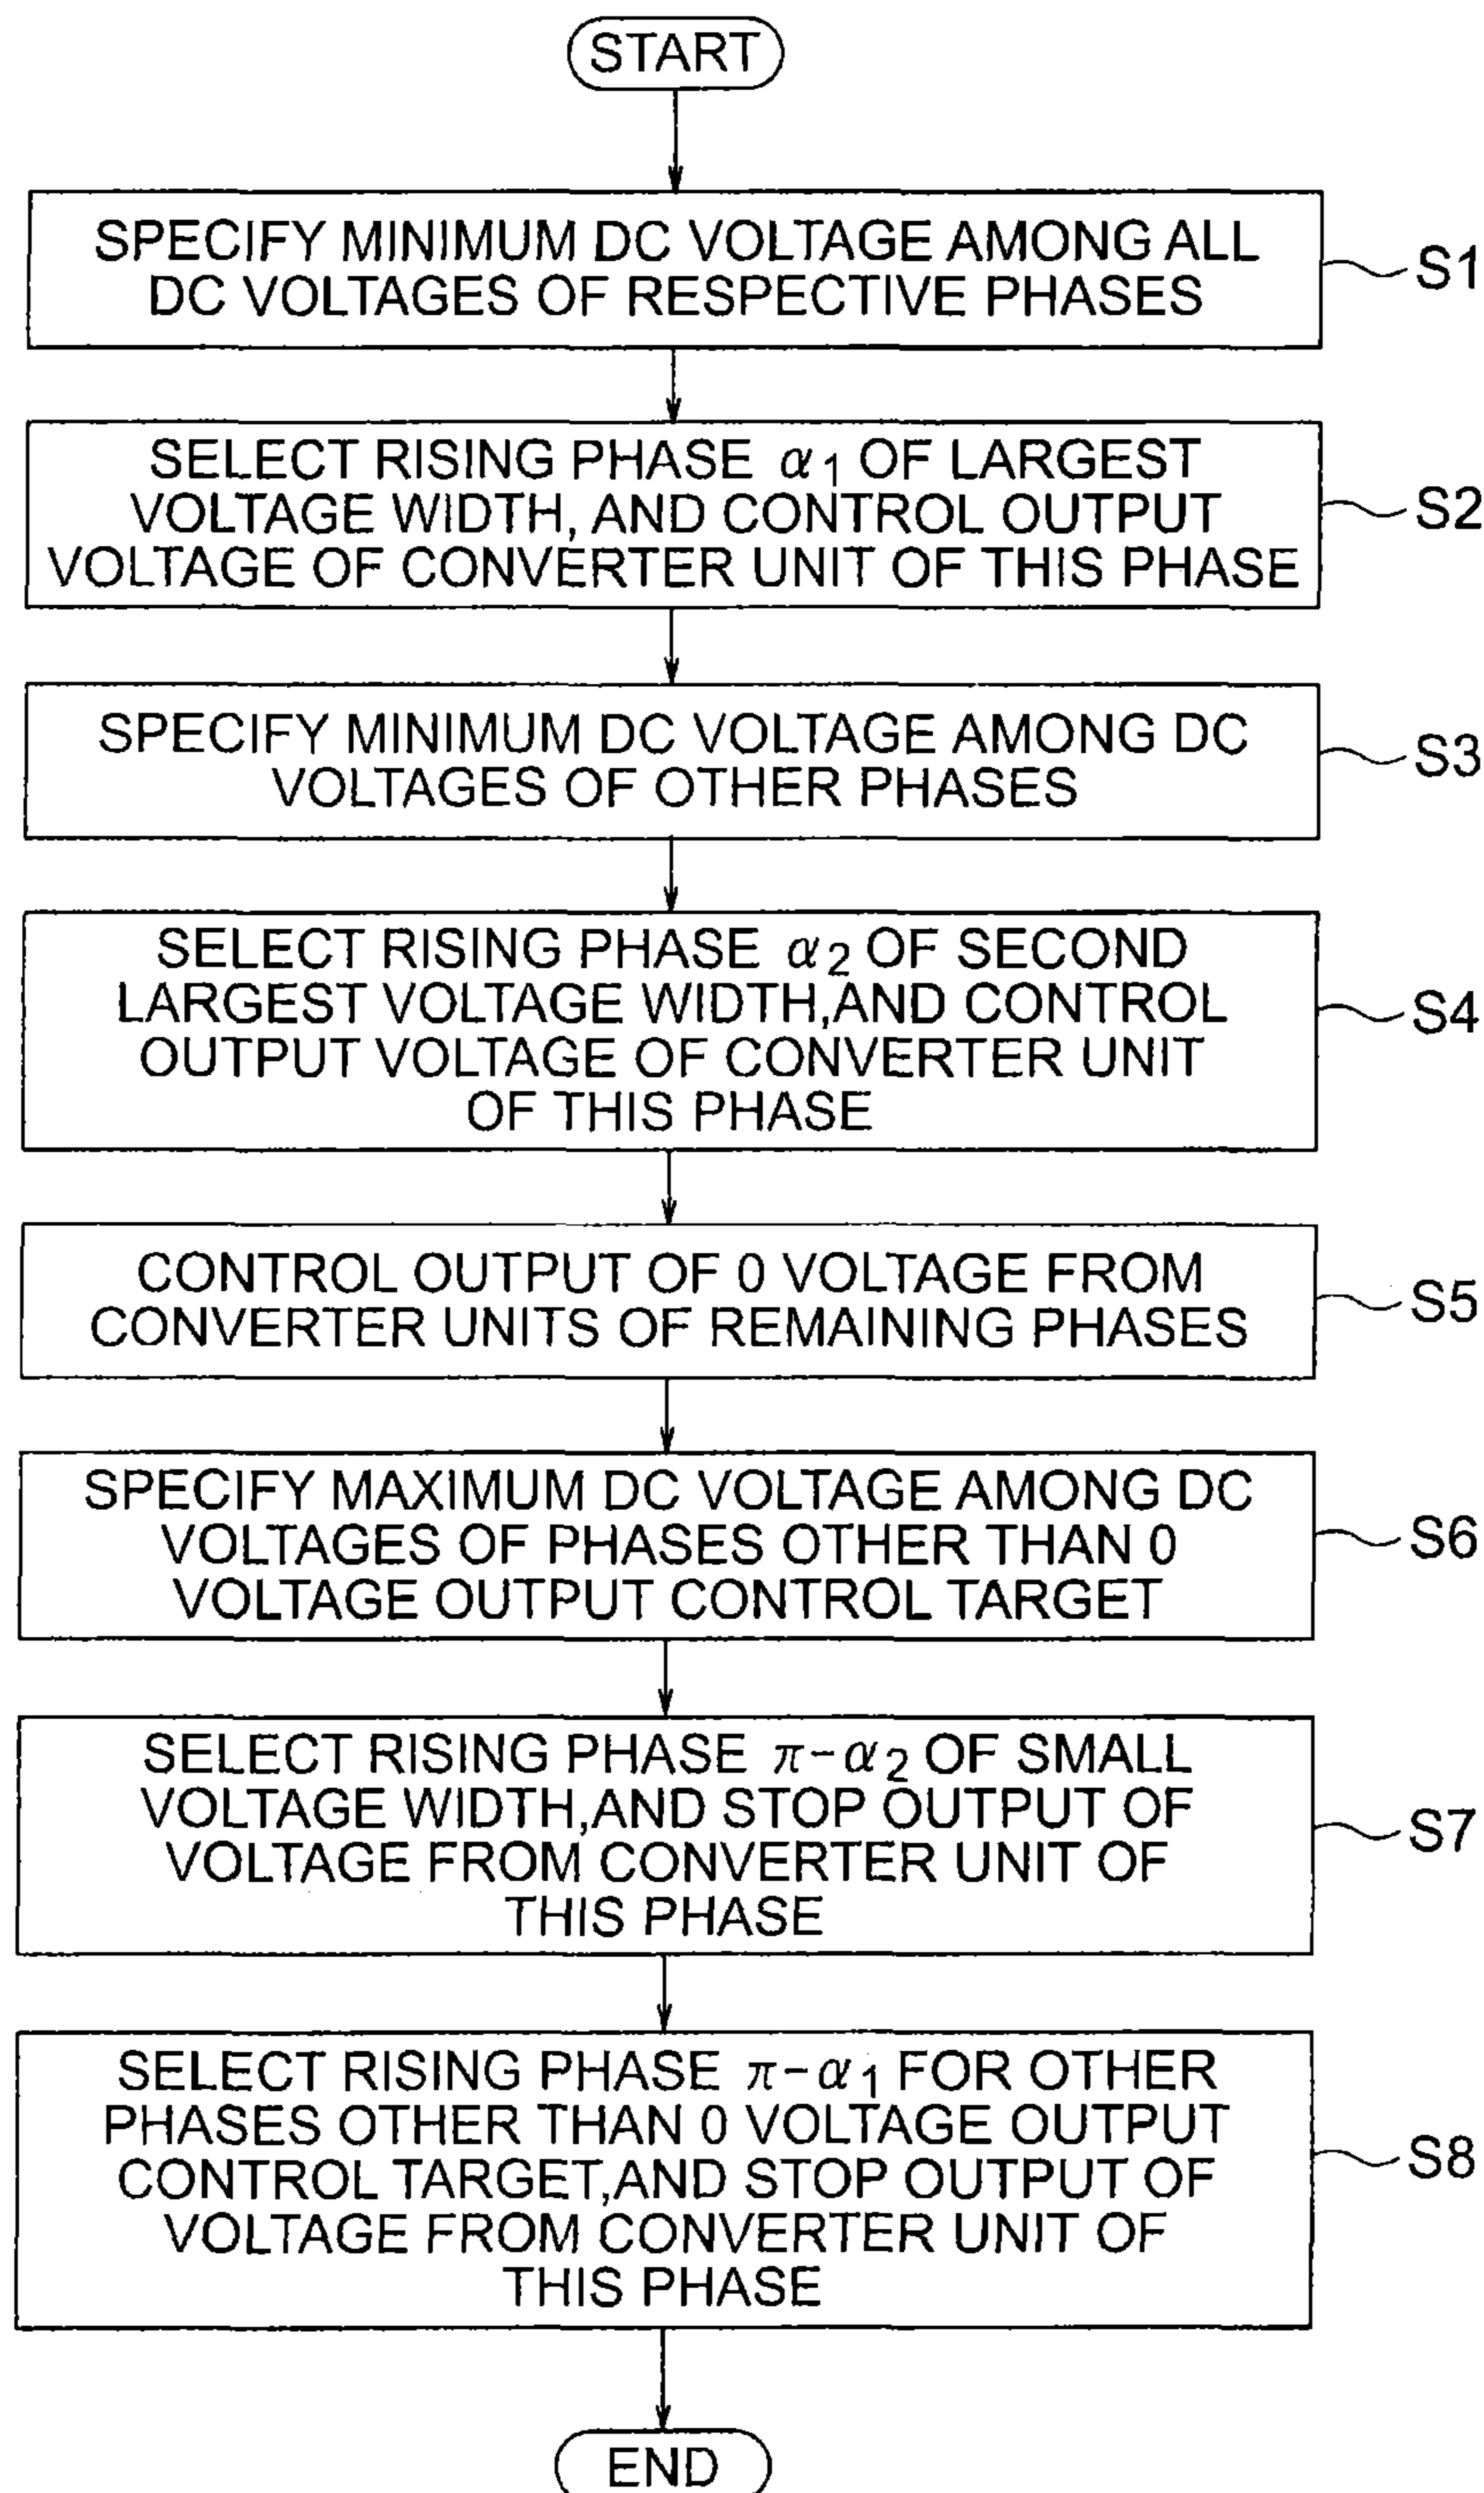 START
SPECIFY MINIMUM DC VOLTAGE AMONG ALL
DC VOLTAGES OF RESPECTIVE PHASES
S1
SELECT RISING PHASE α1 OF LARGEST
VOLTAGE WIDTH, AND CONTROL OUTPUT
VOLTAGE OF CONVERTER UNIT OF THIS PHASE
S2
SPECIFY MINIMUM DC VOLTAGE AMONG DC
VOLTAGES OF OTHER PHASES
S3
SELECT RISING PHASE α2 OF SECOND
LARGEST VOLTAGE WIDTH,AND CONTROL
OUTPUT VOLTAGE OF CONVERTER UNIT
OF THIS PHASE
S4
CONTROL OUTPUT OF 0 VOLTAGE FROM
CONVERTER UNITS OF REMAINING PHASES
S5
SPECIFY MAXIMUM DC VOLTAGE AMONG DC
VOLTAGES OF PHASES OTHER THAN 0
VOLTAGE OUTPUT CONTROL TARGET
S6
SELECT RISING PHASE π-α2 OF SMALL
VOLTAGE WIDTH,AND STOP OUTPUT OF
VOLTAGE FROM CONVERTER UNIT OF
THIS PHASE
S7
SELECT RISING PHASE π-α1 FOR OTHER
PHASES OTHER THAN 0 VOLTAGE OUTPUT
CONTROL TARGET,AND STOP OUTPUT OF
VOLTAGE FROM CONVERTER UNIT OF
THIS PHASE
S8
END